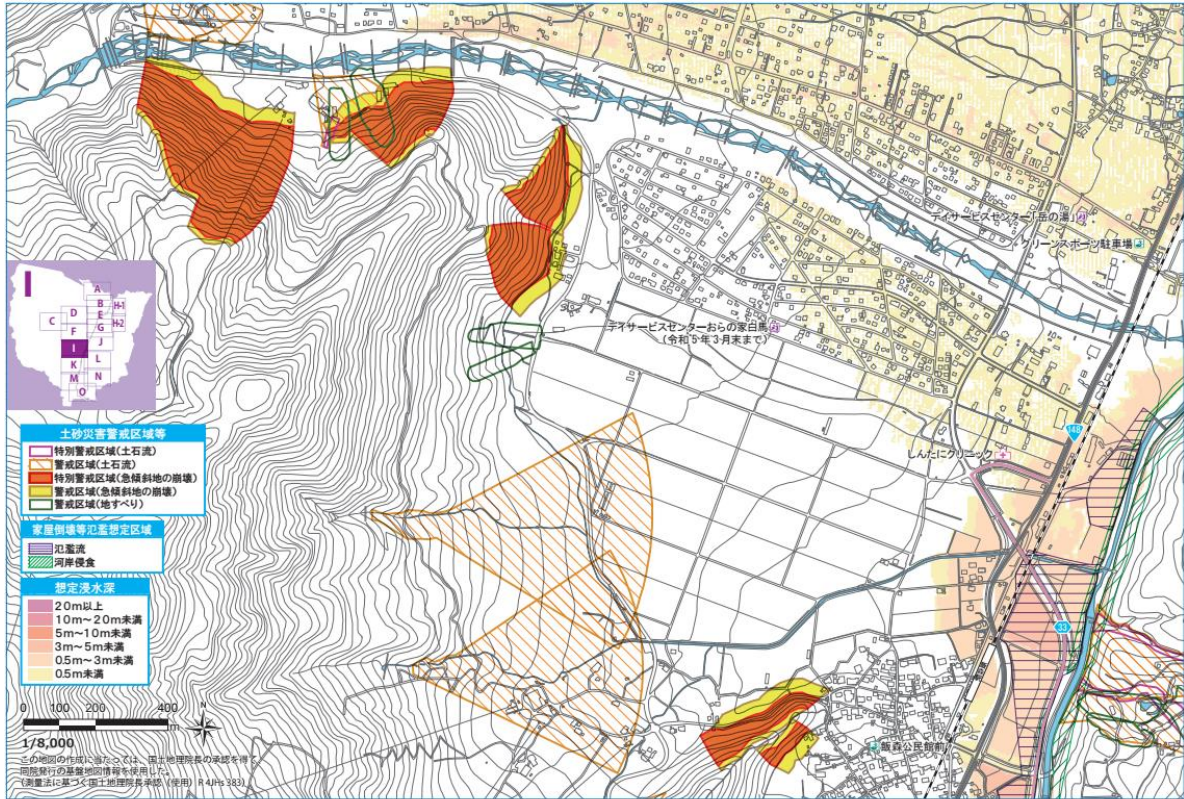 デイサービスセンター「岳の湯」
グリーンスポーツ駐車場
A
B
H-1
C
D
E
H-2
F
G
I
J
K
L
M
N
O
デイサービスセンターおらの家白馬
(令和5年3月末まで)
148
しんたにクリニック
土砂災害警戒区域等
特別警戒区域(土石流)
警戒区域(土石流)
特別警戒区域(急傾斜地の崩壊)
警戒区域(急傾斜地の崩壊)
警戒区域(地すべり)
家屋倒壊等氾濫想定区域
氾濫流
河岸侵食
想定浸水深
20m以上
10m~20m未満
5m~10m未満
3m~5m未満
0.5m~3m未満
0.5m未満
33
0 100 200 400
m
N
1/8,000
飯森公民館前
この地図の作成に当たっては、国土地理院長の承認を得て、
同院発行の基盤地図情報を使用した。
(測量法に基づく国土地理院長承認(使用)R 4JHs 383)